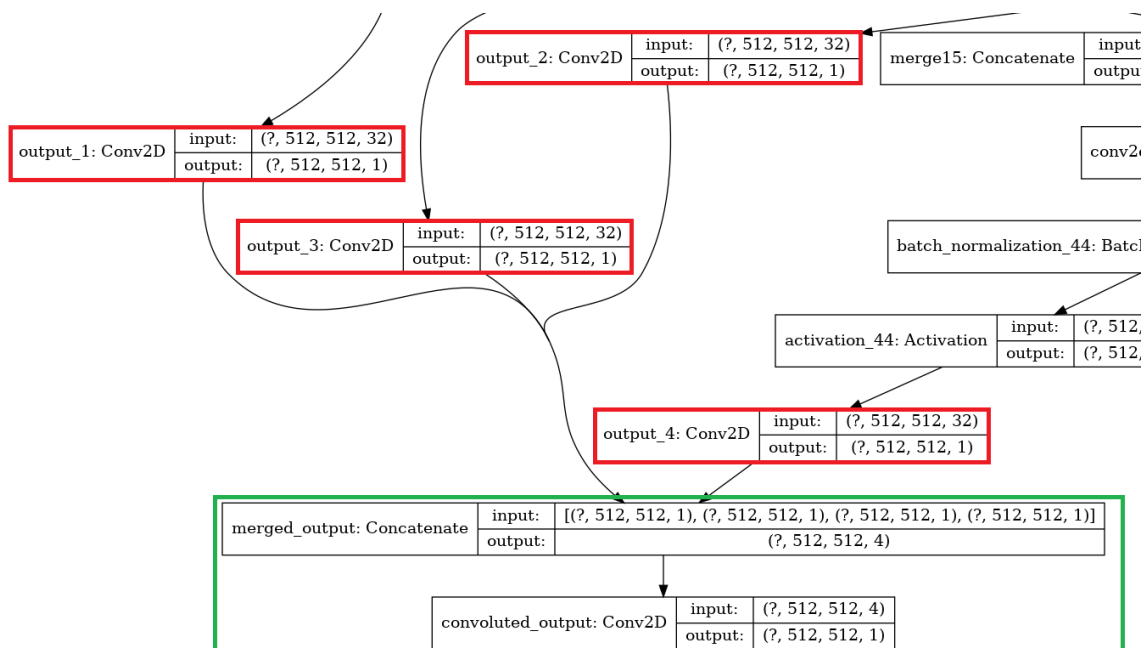 output_2: Conv2D
input: (?, 512, 512, 32)
output: (?, 512, 512, 1)
merge15: Concatenate
output_1: Conv2D
input: (?, 512, 512, 32)
output: (?, 512, 512, 1)
output_3: Conv2D
input: (?, 512, 512, 32)
output: (?, 512, 512, 1)
batch_normalization_44:
activation_44: Activation
input: (?, 512,
output: (?, 512,
output_4: Conv2D
input: (?, 512, 512, 32)
output: (?, 512, 512, 1)
merged_output: Concatenate
input: [(?, 512, 512, 1), (?, 512, 512, 1), (?, 512, 512, 1), (?, 512, 512, 1)]
output: (?, 512, 512, 4)
convoluted_output: Conv2D
input: (?, 512, 512, 4)
output: (?, 512, 512, 1)